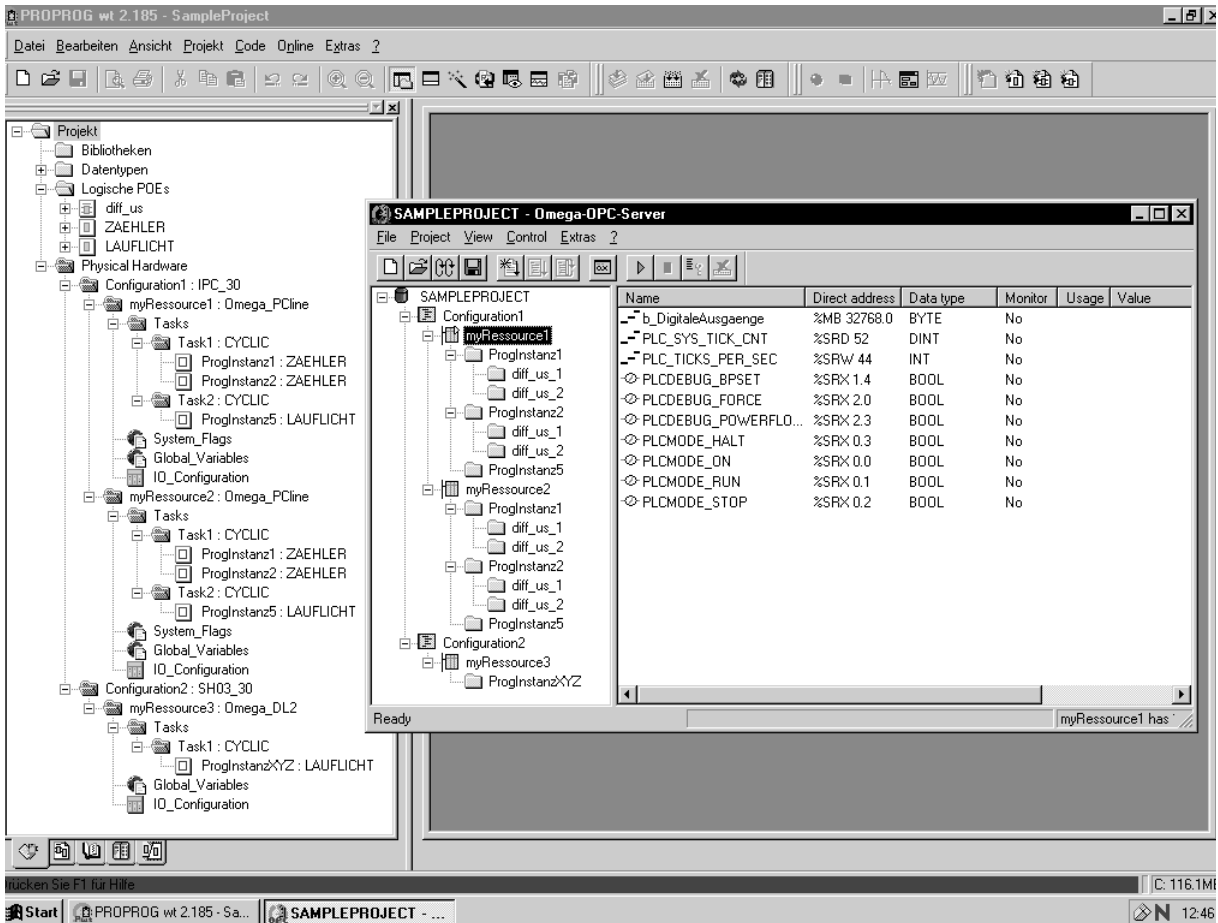 PROPROG wt 2.185 - SampleProject
Datei Bearbeiten Ansicht Projekt Code Online Extras ?
Projekt
Bibliotheken
Datentypen
Logische POEs
diff_us
ZAEHLER
LAUFLICHT
Physical Hardware
Configuration1 : IPC_30
myRessource1 : Omega_PCline
Tasks
Task1 : CYCLIC
ProgInstanz1 : ZAEHLER
ProgInstanz2 : ZAEHLER
Task2 : CYCLIC
ProgInstanz5 : LAUFLICHT
System_Flags
Global_Variables
IO_Configuration
myRessource2 : Omega_PCline
Tasks
Task1 : CYCLIC
ProgInstanz1 : ZAEHLER
ProgInstanz2 : ZAEHLER
Task2 : CYCLIC
ProgInstanz5 : LAUFLICHT
System_Flags
Global_Variables
IO_Configuration
Configuration2 : SH03_30
myRessource3 : Omega_DL2
Tasks
Task1 : CYCLIC
ProgInstanzXYZ : LAUFLICHT
Global_Variables
IO_Configuration
SAMPLEPROJECT - Omega-OPC-Server
File Project View Control Extras ?
SAMPLEPROJECT
Configuration1
myRessource1
ProgInstanz1
diff_us_1
diff_us_2
ProgInstanz2
diff_us_1
diff_us_2
ProgInstanz5
myRessource2
ProgInstanz1
diff_us_1
diff_us_2
ProgInstanz2
diff_us_1
diff_us_2
ProgInstanz5
Configuration2
myRessource3
ProgInstanzXYZ
Name Direct address Data type Monitor Usage Value
b_DigitaleAusgaenge %MB 32768.0 BYTE No
PLC_SYS_TICK_CNT %SRD 52 DINT No
PLC_TICKS_PER_SEC %SRW 44 INT No
PLCDEBUG_BPSET %SRX 1.4 BOOL No
PLCDEBUG_FORCE %SRX 2.0 BOOL No
PLCDEBUG_POWERFLO... %SRX 2.3 BOOL No
PLCMODE_HALT %SRX 0.3 BOOL No
PLCMODE_ON %SRX 0.0 BOOL No
PLCMODE_RUN %SRX 0.1 BOOL No
PLCMODE_STOP %SRX 0.2 BOOL No
Ready myRessource1 has
rücken Sie F1 für Hilfe C: 116.1ME
Start PROPROG wt 2.185 - Sa... SAMPLEPROJECT - ... 12:46